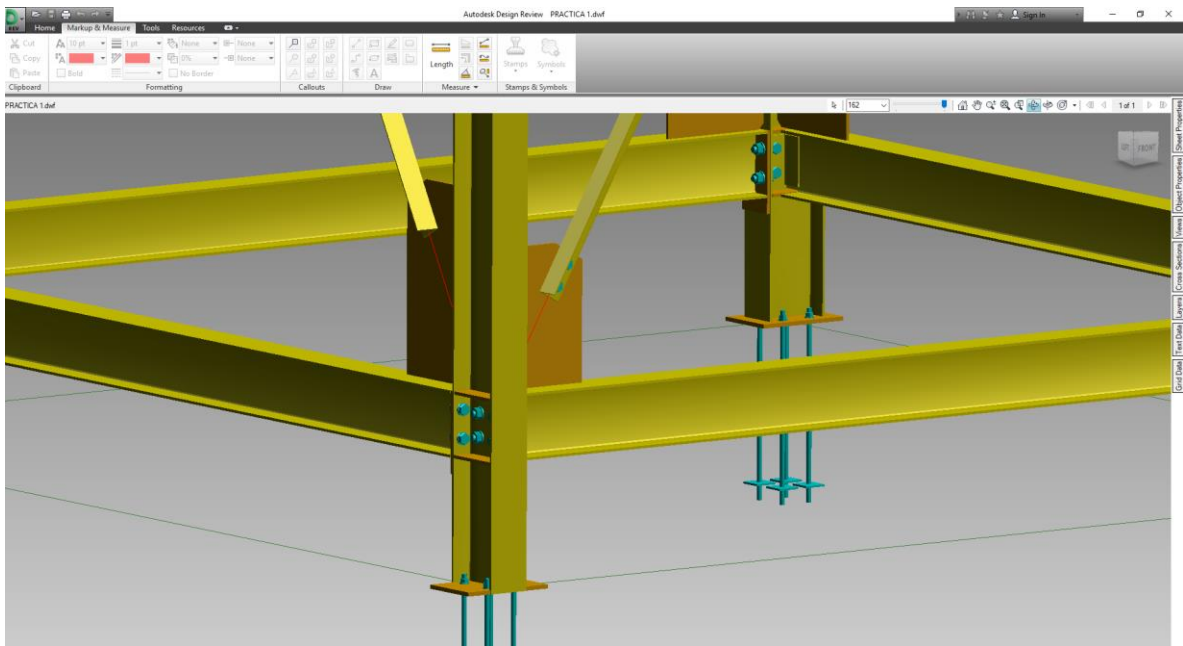 Autodesk Design Review PRACTICA 1.dwf
Sign In
Home Markup & Measure Tools Resources
Cut
Copy
Paste
10 pt
1 pt
None
None
0%
None
Bold
No Border
Length
Stamps
Symbols
Clipboard
Formatting
Callouts
Draw
Measure
Stamps & Symbols
PRACTICA 1.dwf
162
1 of 1
FRONT
Sheet Properties
Object Properties
Views
Cross Sections
Layers
Text Data
Grid Data